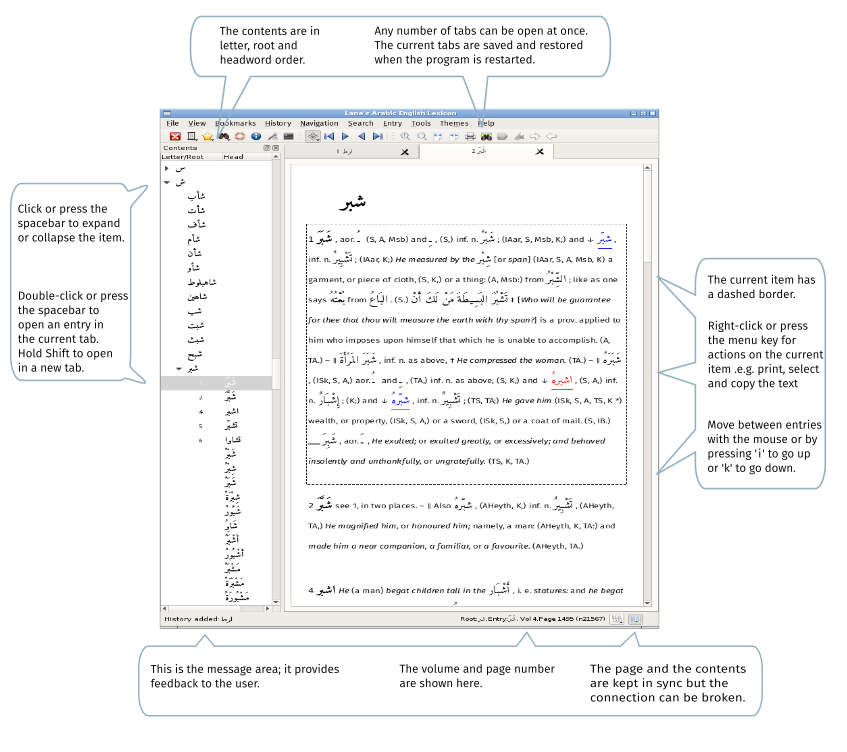 The contents are in
letter, root and
headword order.
Any number of tabs can be open at once.
The current tabs are saved and restored
when the program is restarted.
Lane's Arabic English Lexicon
File View Bookmarks History Navigation Search Entry Tools Themes Help
Contents
Letter/Root Head
س
ش
شأب
شأت
شأف
شأم
شأن
شأو
شاهبلوط
شاهين
شب
شبت
شبث
شبح
شبر
1 شَبَرَ
2 شَبَّرَ
4 اشبر
5 تشبّر
6
شَبْرٌ
شِبْرٌ
1 ارط
2 شَبَرَ
شبر
1 شَبَرَ , aor. (S, A, Msb) and , (S,) inf. n. شَبْرٌ ; (IAar, S, Msb, K;) and ↓ شبّر ,
inf. n. تَشْبِيرٌ ; (IAar, K;) He measured by the شِبْر [or span] (IAar, S, A, Msb, K) a
garment, or piece of cloth, (S, K,) or a thing: (A, Msb:) from الشِّبْرُ ; like as one
says بُعْتُهُ from البَاعُ . (S.) مَنْ لَكَ أَنْ تَشْبُرَ البَسِيطَةَ ‡ [Who will be guarantee
for thee that thou wilt measure the earth with thy span?] is a prov. applied to
him who imposes upon himself that which he is unable to accomplish. (A,
TA.) – ‖ شَبَرَ المَرْأَةَ , inf. n. as above, † He compressed the woman. (TA.) – ‖ شَبَرَهُ
, (ISk, S, A) aor. and , (TA,) inf. n. as above; (S, K;) and ↓ اشبرهُ , (S, A) inf.
n. إِشْبَارٌ ; (K;) and ↓ شبّرهُ , inf. n. تَشْبِيرٌ ; (TS, TA;) He gave him (ISk, S, A, TS, K *)
wealth, or property, (ISk, S, A,) or a sword, (ISk, S,) or a coat of mail. (S, IB.)
شَبِرَ , aor. , He exulted; or exulted greatly, or excessively; and behaved
insolently and unthankfully, or ungratefully. (TS, K, TA.)
2 شَبَّرَ see 1, in two places. – ‖ Also شبّرهُ , (AHeyth, K,) inf. n. تَشْبِيرٌ , (AHeyth,
TA,) He magnified him, or honoured him; namely, a man: (AHeyth, K, TA:) and
made him a near companion, a familiar, or a favourite. (AHeyth, TA.)
4 اشبر He (a man) begat children tall in the أَشْبَار , i. e. statures: and he begat
History added:
Root: Entry: Vol 4.Page 1495 (n21567)
Click or press the
spacebar to expand
or collapse the item.
Double-click or press
the spacebar to
open an entry in
the current tab.
Hold Shift to open
in a new tab.
The current item has
a dashed border.
Right-click or press
the menu key for
actions on the current
item .e.g. print, select
and copy the text
Move between entries
with the mouse or by
pressing 'i' to go up
or 'k' to go down.
This is the message area; it provides
feedback to the user.
The volume and page number
are shown here.
The page and the contents
are kept in sync but the
connection can be broken.